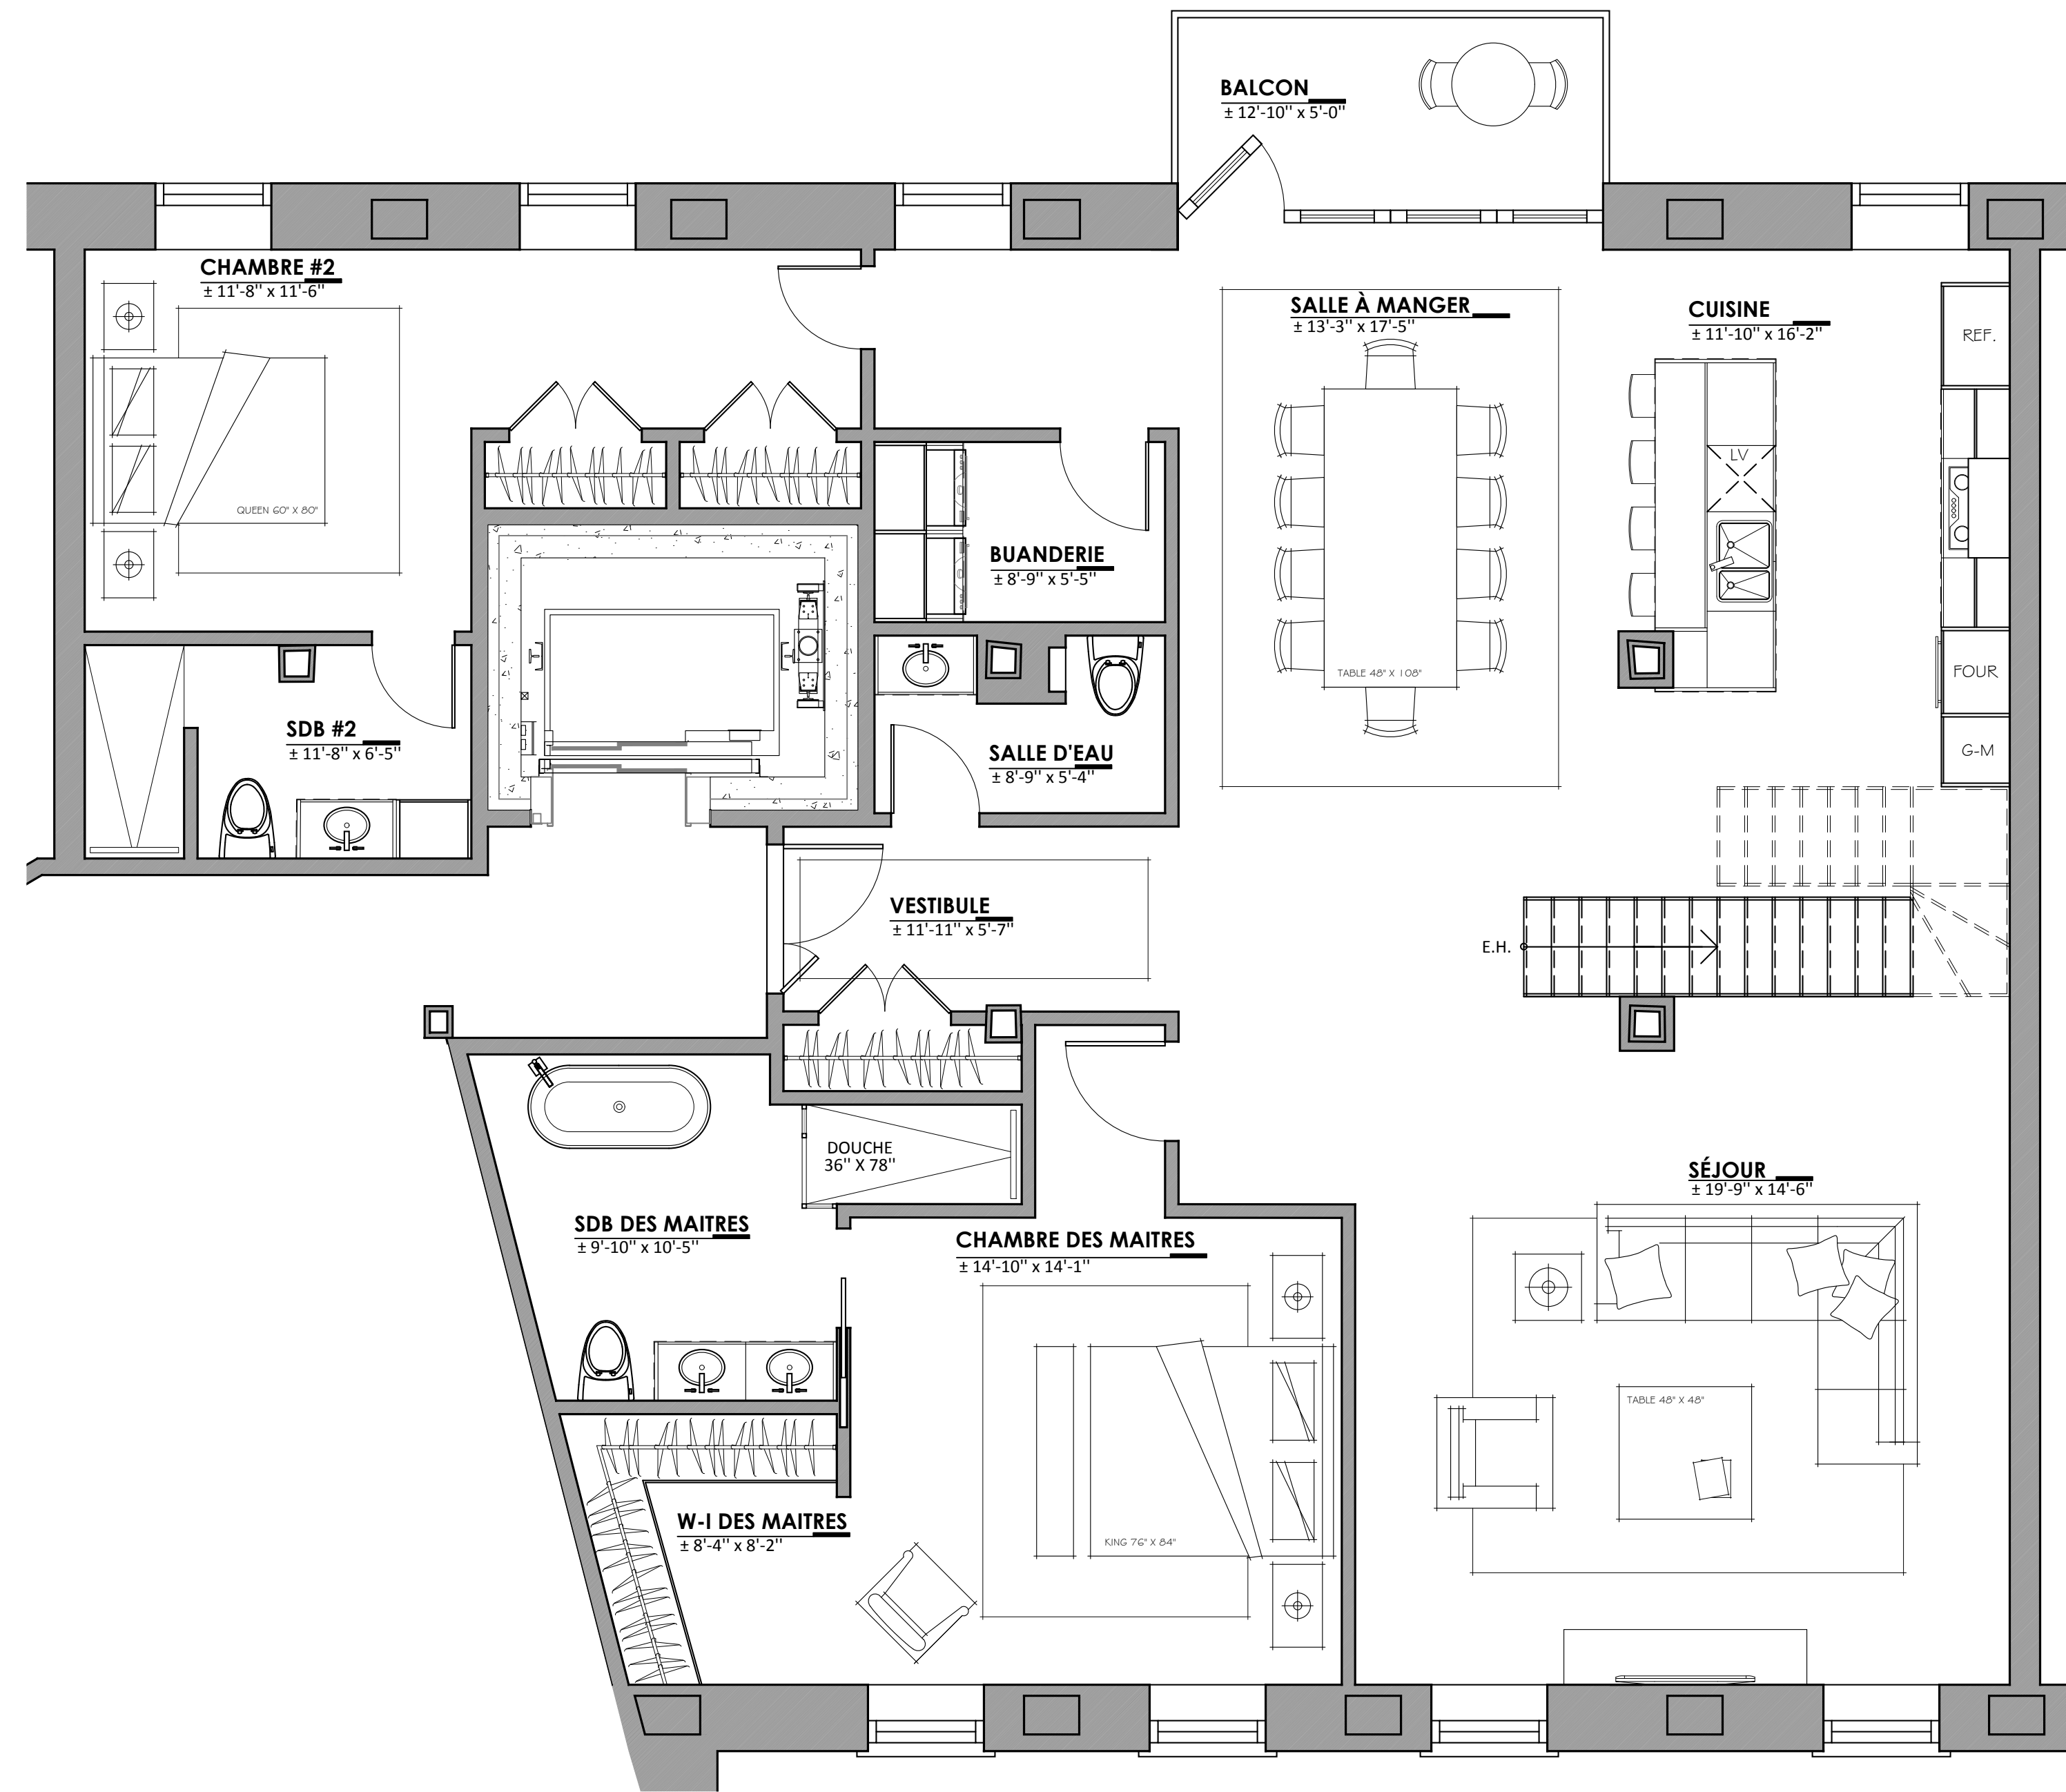 BALCON
± 12'-10" x 5'-0"
CHAMBRE #2
± 11'-8" x 11'-6"
QUEEN 60" X 80"
SALLE À MANGER
± 13'-3" x 17'-5"
TABLE 48" X 108"
CUISINE
± 11'-10" x 16'-2"
REF.
LV
FOUR
G-M
BUANDERIE
± 8'-9" x 5'-5"
SDB #2
± 11'-8" x 6'-5"
SALLE D'EAU
± 8'-9" x 5'-4"
VESTIBULE
± 11'-11" x 5'-7"
E.H.
DOUCHE
36" X 78"
SÉJOUR
± 19'-9" x 14'-6"
TABLE 48" X 48"
SDB DES MAITRES
± 9'-10" x 10'-5"
CHAMBRE DES MAITRES
± 14'-10" x 14'-1"
KING 76" X 84"
W-I DES MAITRES
± 8'-4" x 8'-2"